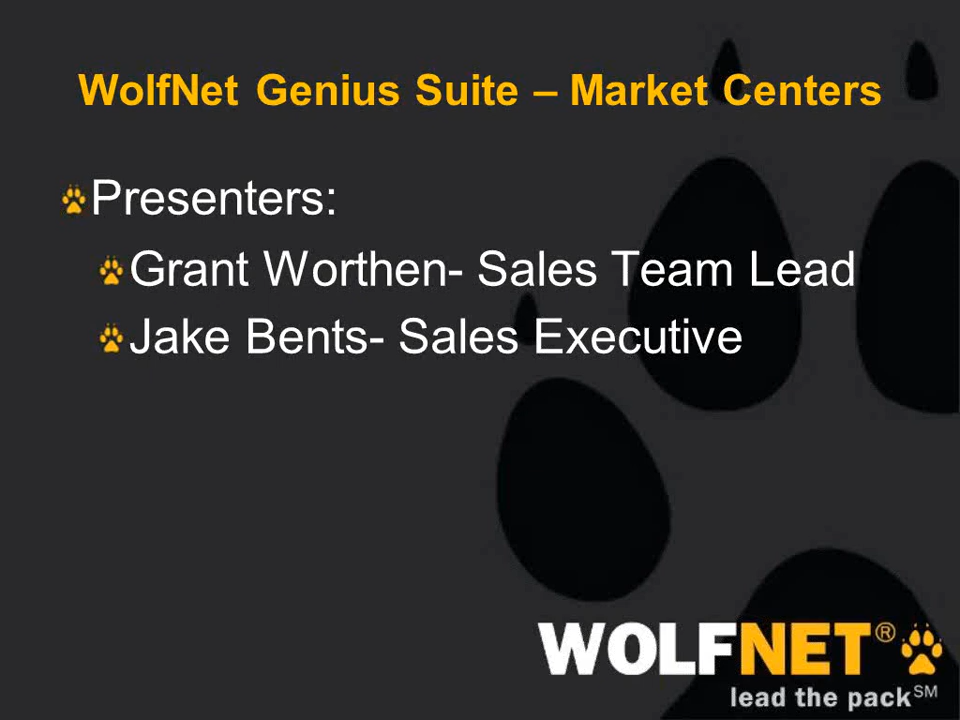 WolfNet Genius Suite – Market Centers
Presenters:
Grant Worthen- Sales Team Lead
Jake Bents- Sales Executive
WOLFNET®
lead the pack℠